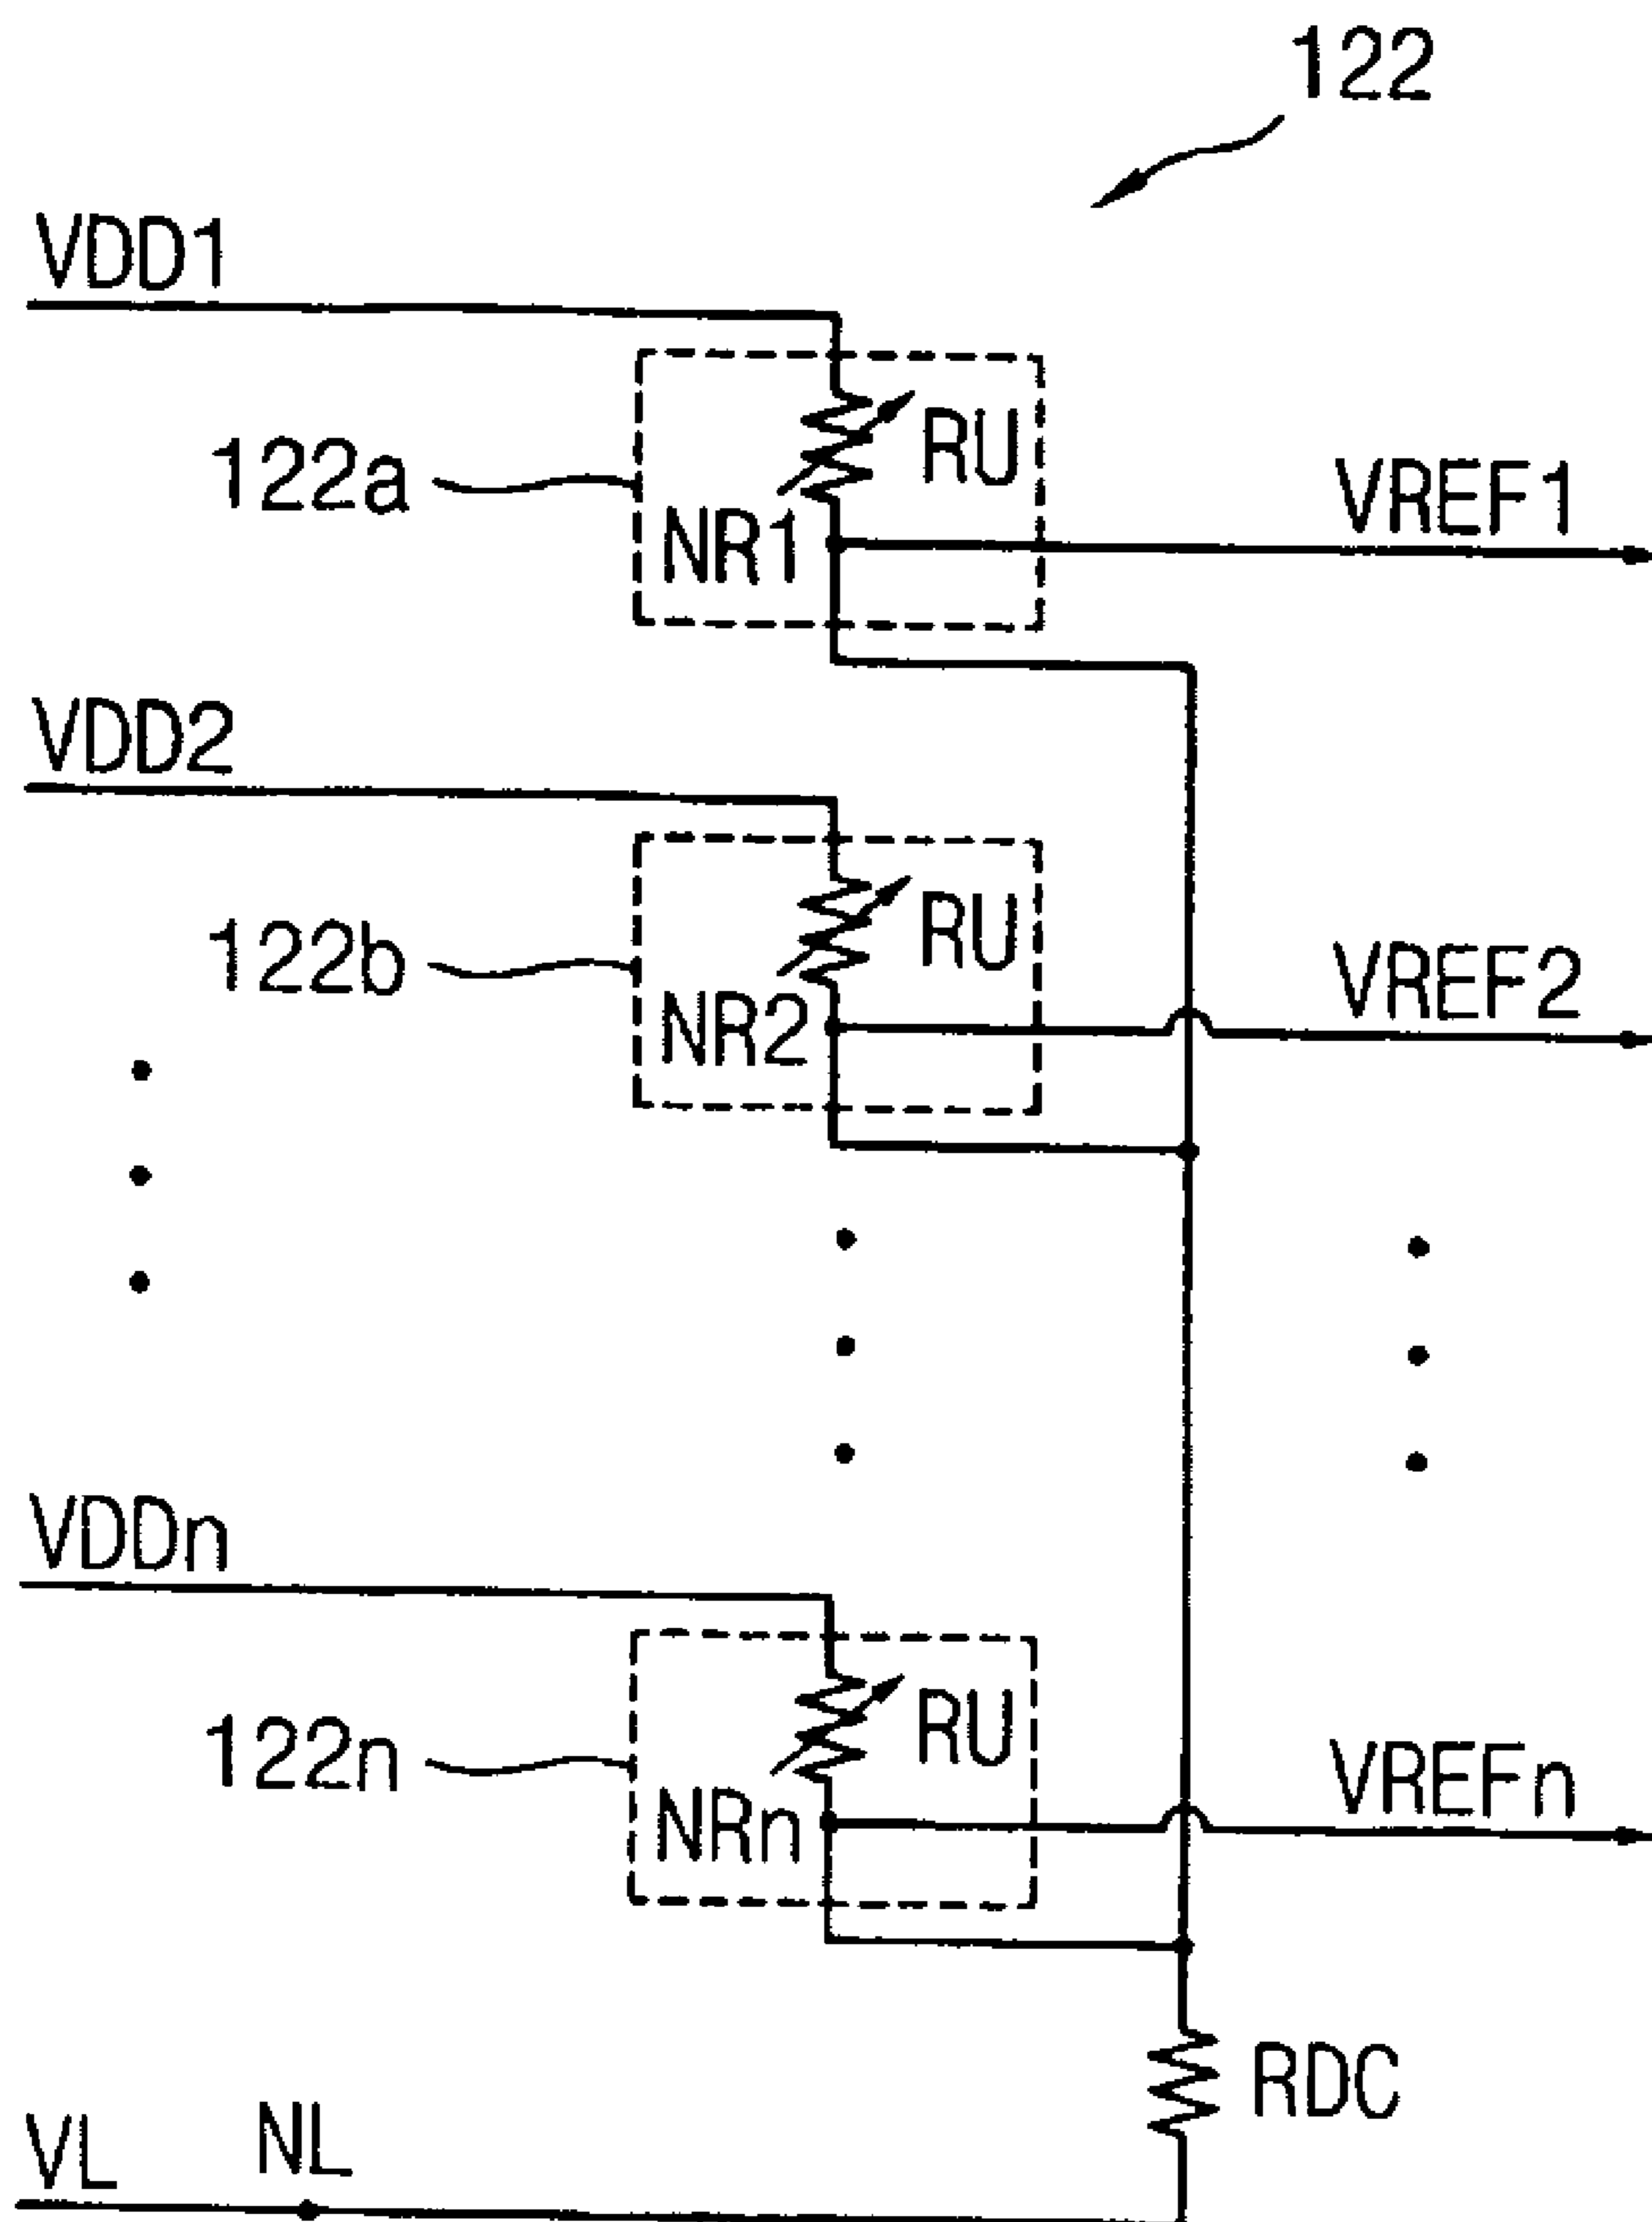 122
VDD1
RU
122a
VREF1
NR1
VDD2
RU
122b
VREF2
NR2
VDDn
RU
122n
VREFn
NRn
RDC
VL
NL